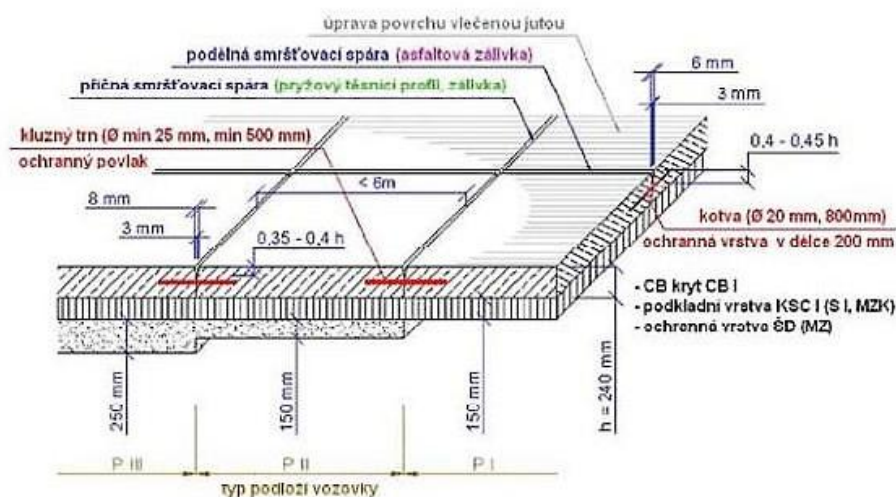 úprava povrchu vlečenou jutou
podélná smršťovací spára (asfaltová zálivka)
příčná smršťovací spára (pryžový těsnicí profil, zálivka)
kluzný trn (Ø min 25 mm, min 500 mm)
ochranný povlak
6 mm
3 mm
0,4 - 0,45 h
< 6m
8 mm
3 mm
0,35 - 0,4 h
kotva (Ø 20 mm, 800mm)
ochranná vrstva v délce 200 mm
- CB kryt CB I
- podkladní vrstva KSC I (S I, MZK)
- ochranná vrstva ŠD (MZ)
250 mm
150 mm
150 mm
h = 240 mm
P III
P II
P I
typ podloží vozovky